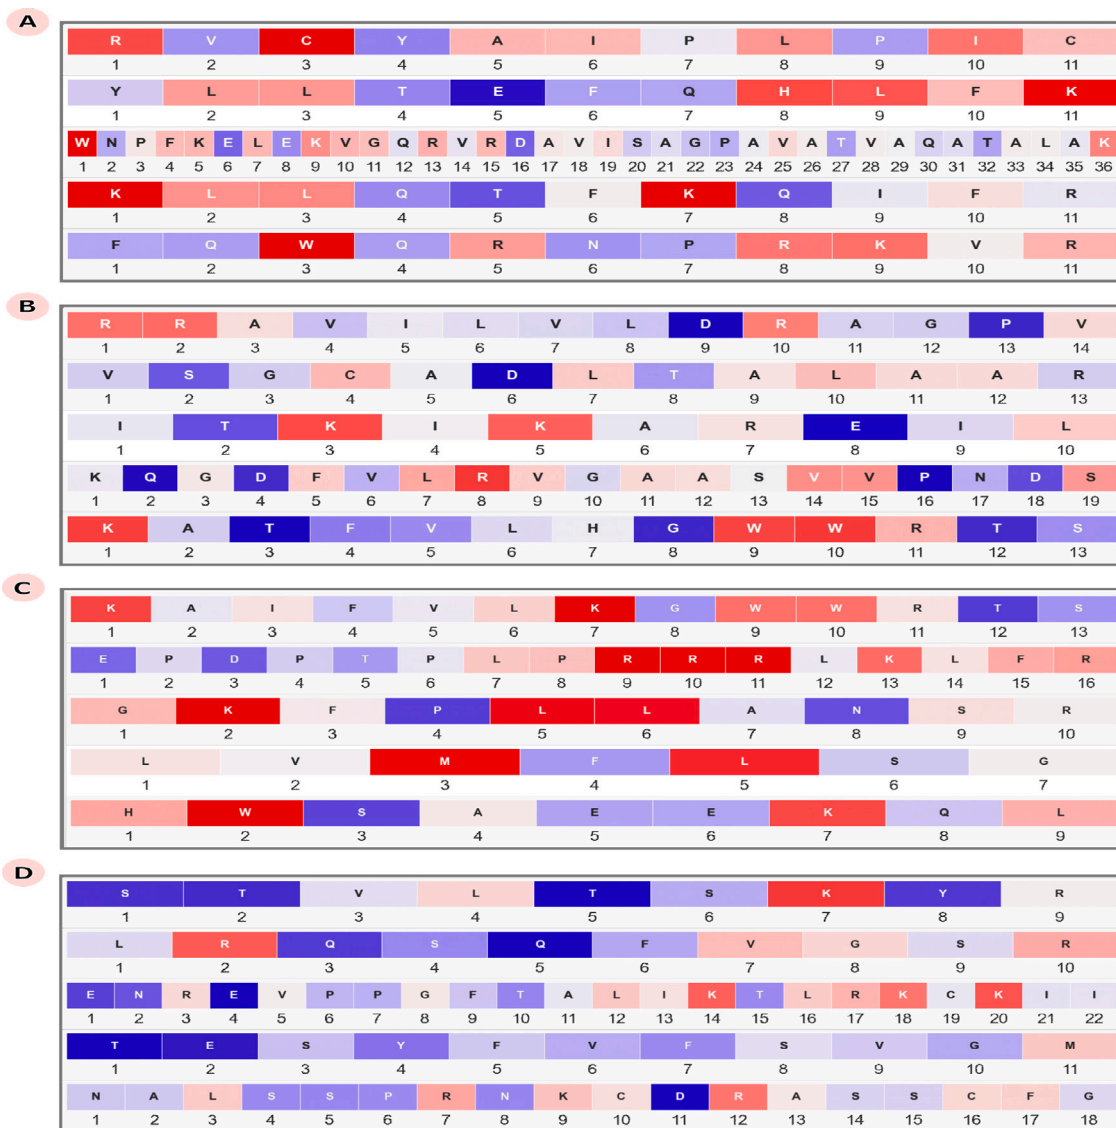 A
R V C Y A I P L P I C
1 2 3 4 5 6 7 8 9 10 11
Y L L T E F Q H L F K
1 2 3 4 5 6 7 8 9 10 11
W N P F K E L E K V G Q R V R D A V I S A G P A V A T V A Q A T A L A K
1 2 3 4 5 6 7 8 9 10 11 12 13 14 15 16 17 18 19 20 21 22 23 24 25 26 27 28 29 30 31 32 33 34 35 36
K L L Q T F K Q I F R
1 2 3 4 5 6 7 8 9 10 11
F Q W Q R N P R K V R
1 2 3 4 5 6 7 8 9 10 11
B
R R A V I L V L D R A G P V
1 2 3 4 5 6 7 8 9 10 11 12 13 14
V S G C A D L T A L A A R
1 2 3 4 5 6 7 8 9 10 11 12 13
I T K I K A R E I L
1 2 3 4 5 6 7 8 9 10
K Q G D F V L R V G A A S V V P N D S
1 2 3 4 5 6 7 8 9 10 11 12 13 14 15 16 17 18 19
K A T F V L H G W W R T S
1 2 3 4 5 6 7 8 9 10 11 12 13
C
K A I F V L K G W W R T S
1 2 3 4 5 6 7 8 9 10 11 12 13
E P D P T P L P R R R L K L F R
1 2 3 4 5 6 7 8 9 10 11 12 13 14 15 16
G K F P L L A N S R
1 2 3 4 5 6 7 8 9 10
L V M F L S G
1 2 3 4 5 6 7
H W S A E E K Q L
1 2 3 4 5 6 7 8 9
D
S T V L T S K Y R
1 2 3 4 5 6 7 8 9
L R Q S Q F V G S R
1 2 3 4 5 6 7 8 9 10
E N R E V P P G F T A L I K T L R K C K I I
1 2 3 4 5 6 7 8 9 10 11 12 13 14 15 16 17 18 19 20 21 22
T E S Y F V F S V G M
1 2 3 4 5 6 7 8 9 10 11
N A L S S P R N K C D R A S S C F G
1 2 3 4 5 6 7 8 9 10 11 12 13 14 15 16 17 18